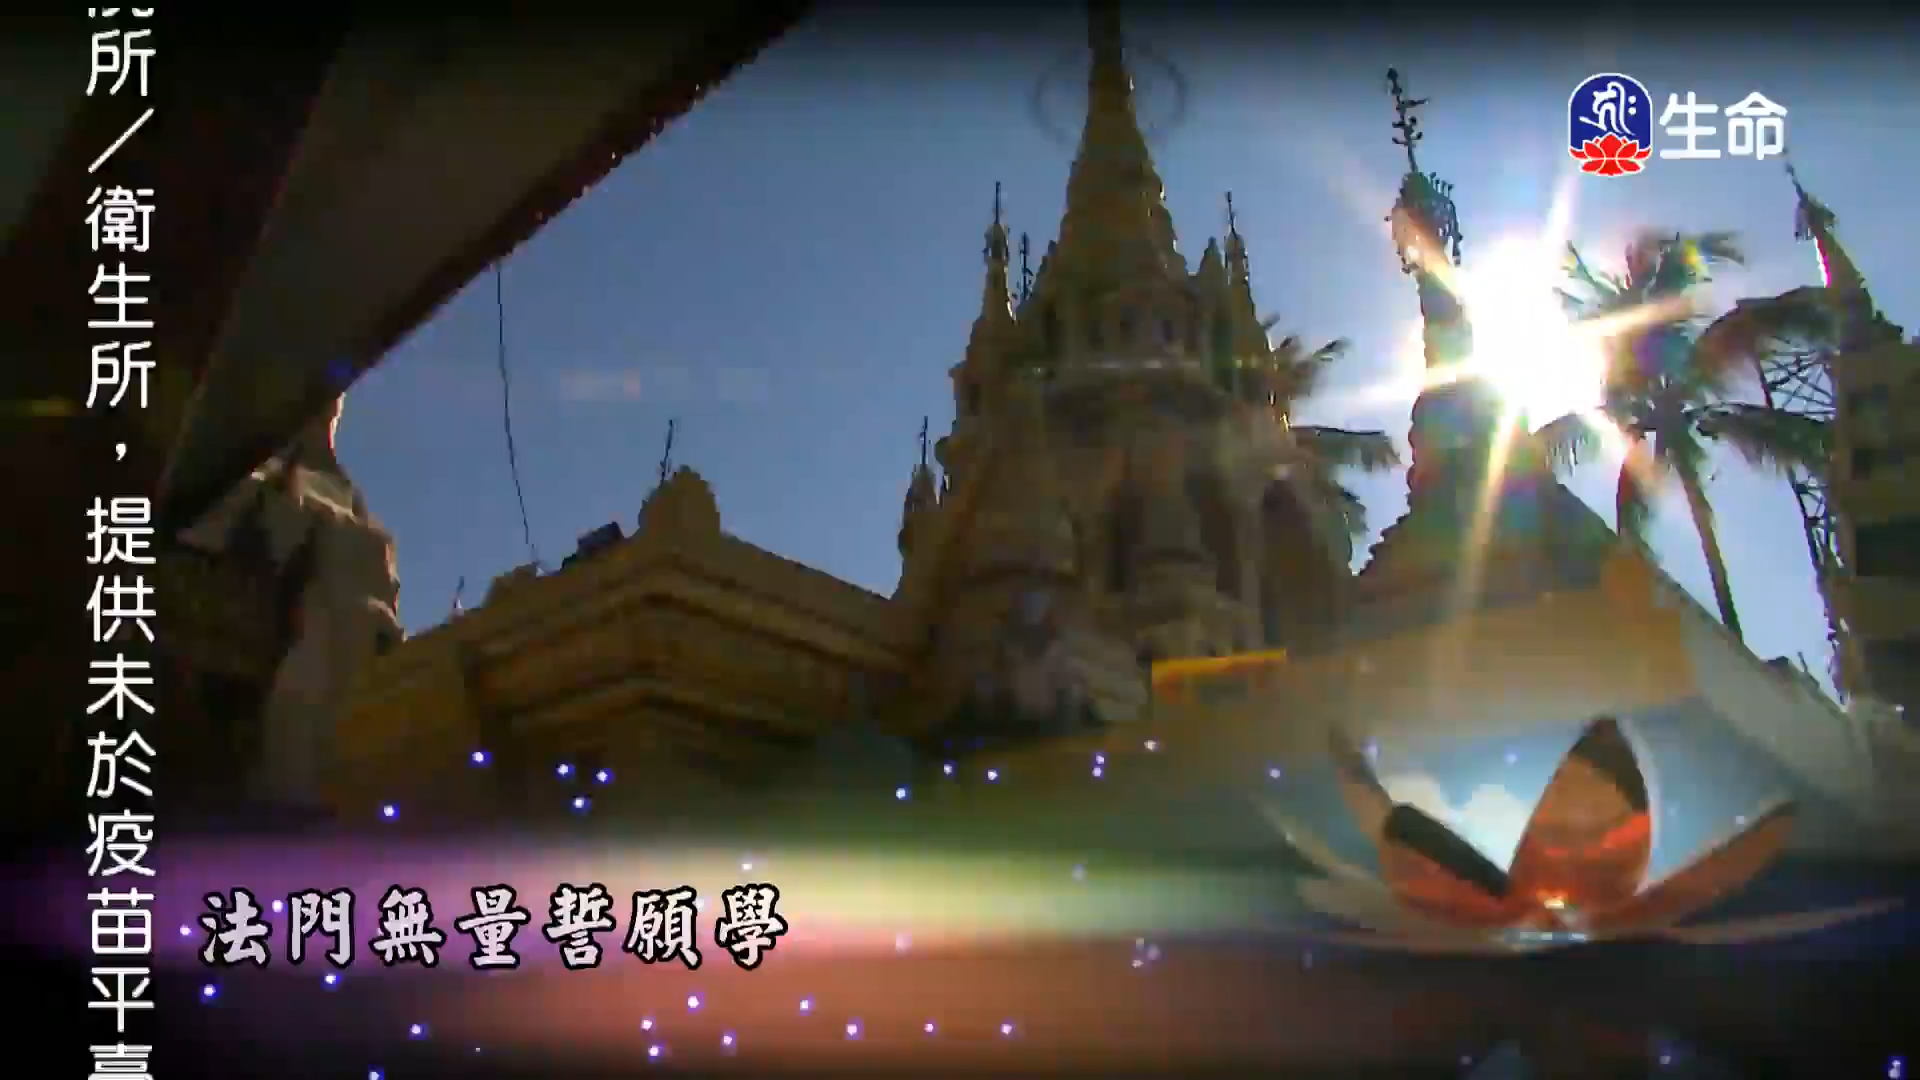 所／衛生所，提供未於疫苗平
生命
法門無量誓願學